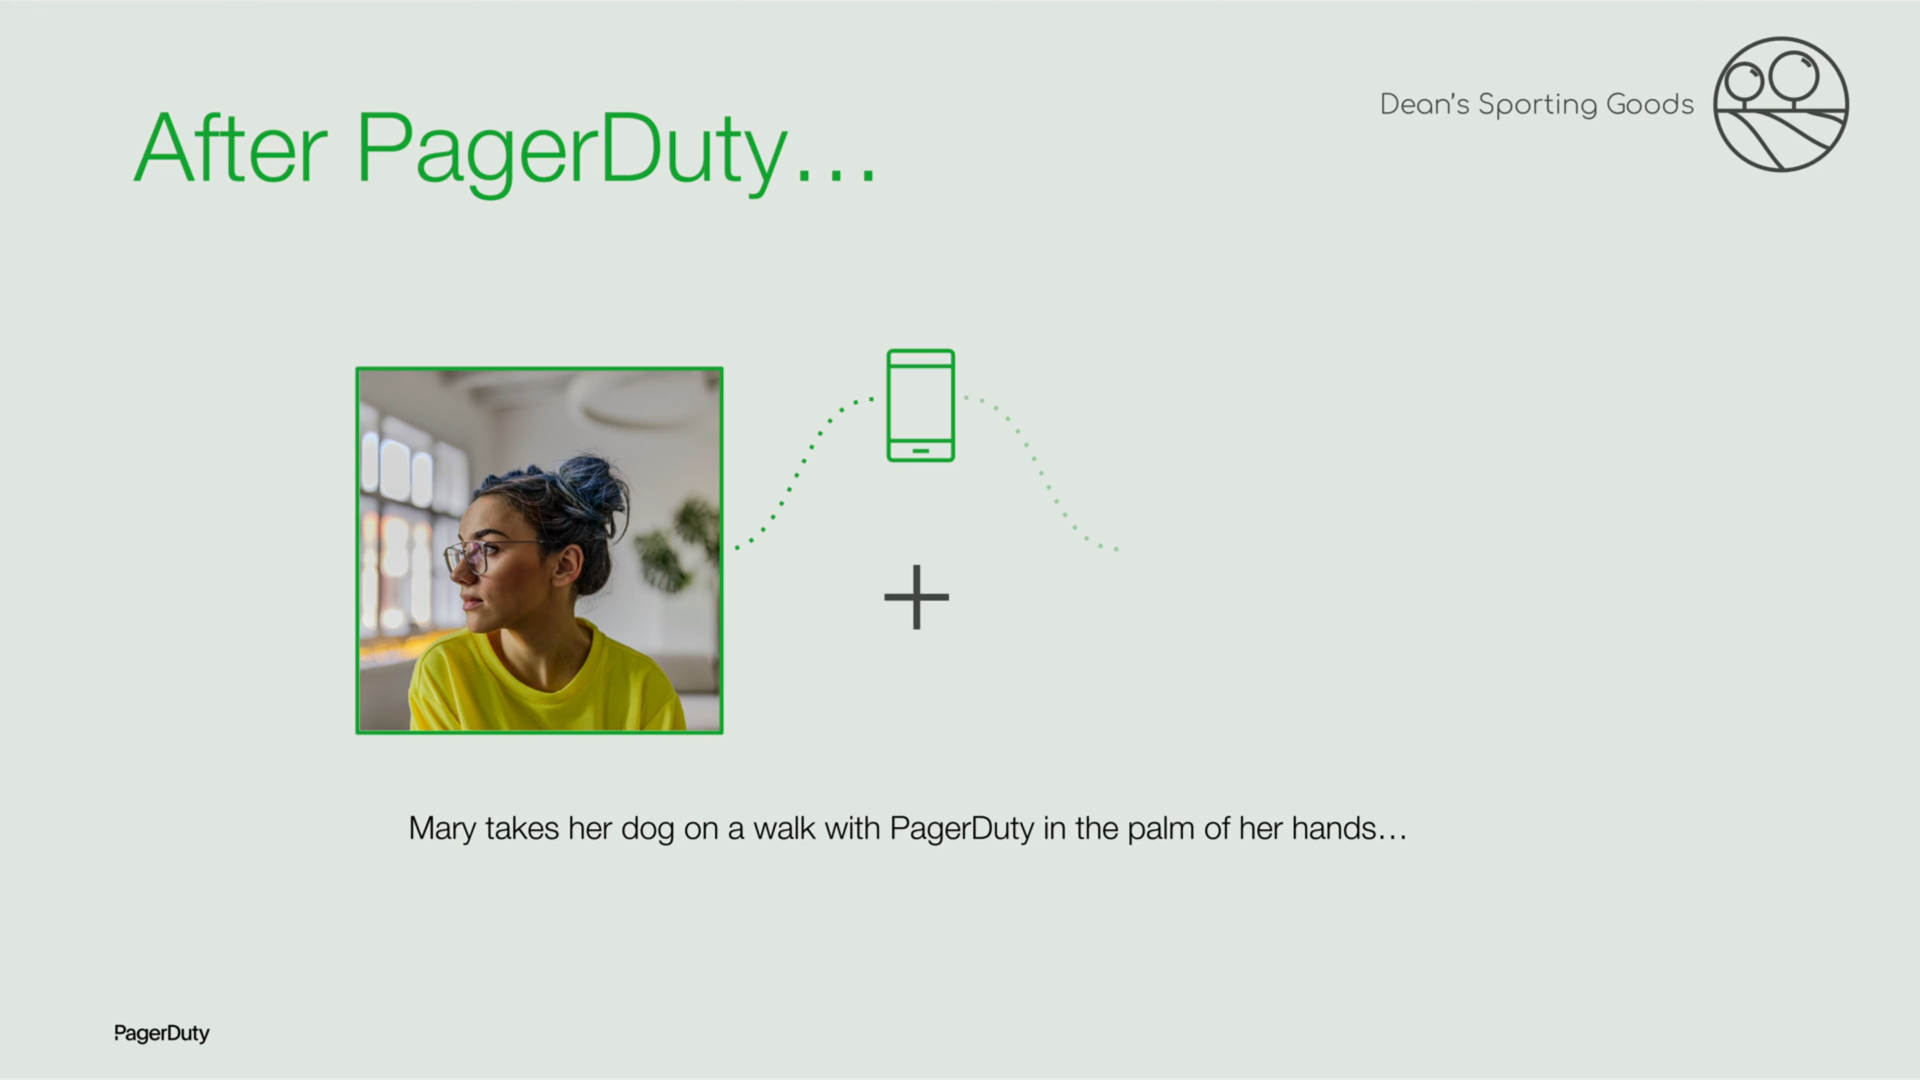 After PagerDuty...
Dean's Sporting Goods
Mary takes her dog on a walk with PagerDuty in the palm of her hands...
PagerDuty